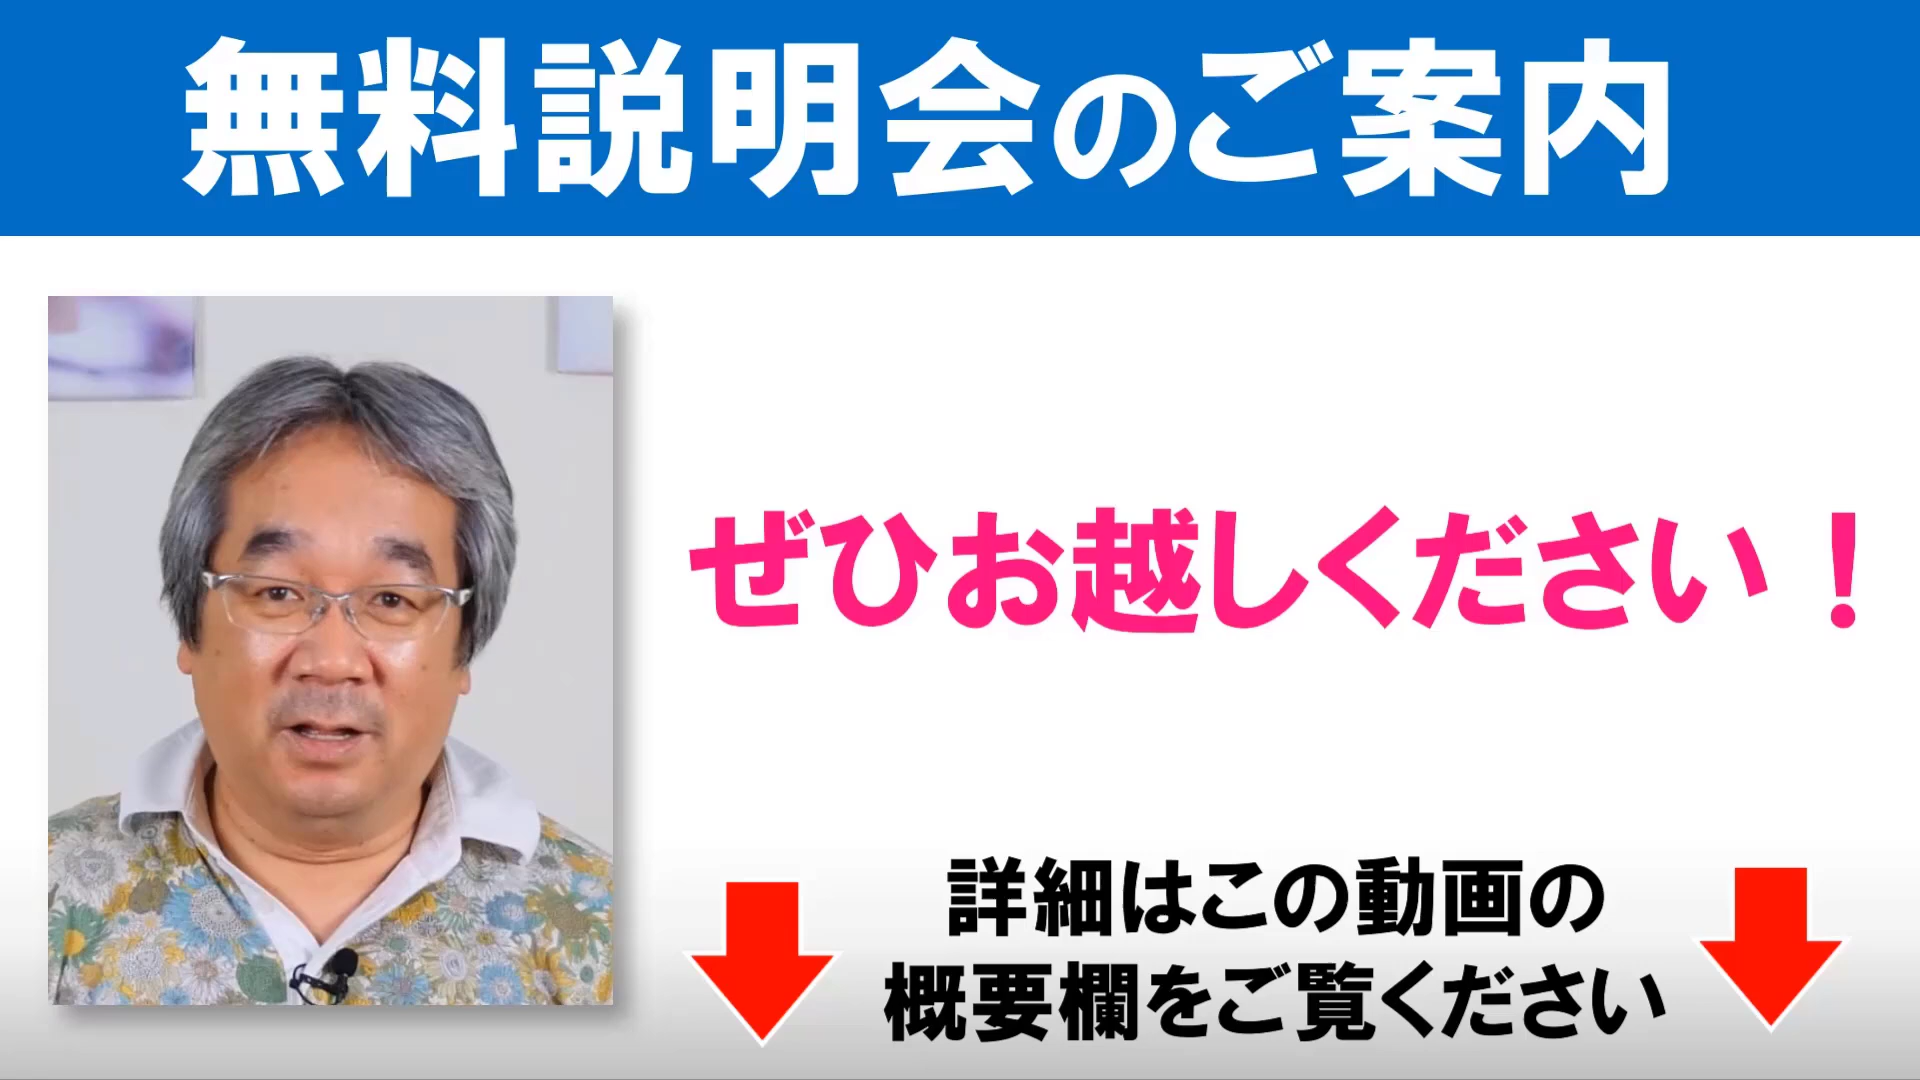 無料説明会のご案内
ぜひお越しください！
詳細はこの動画の
概要欄をご覧ください